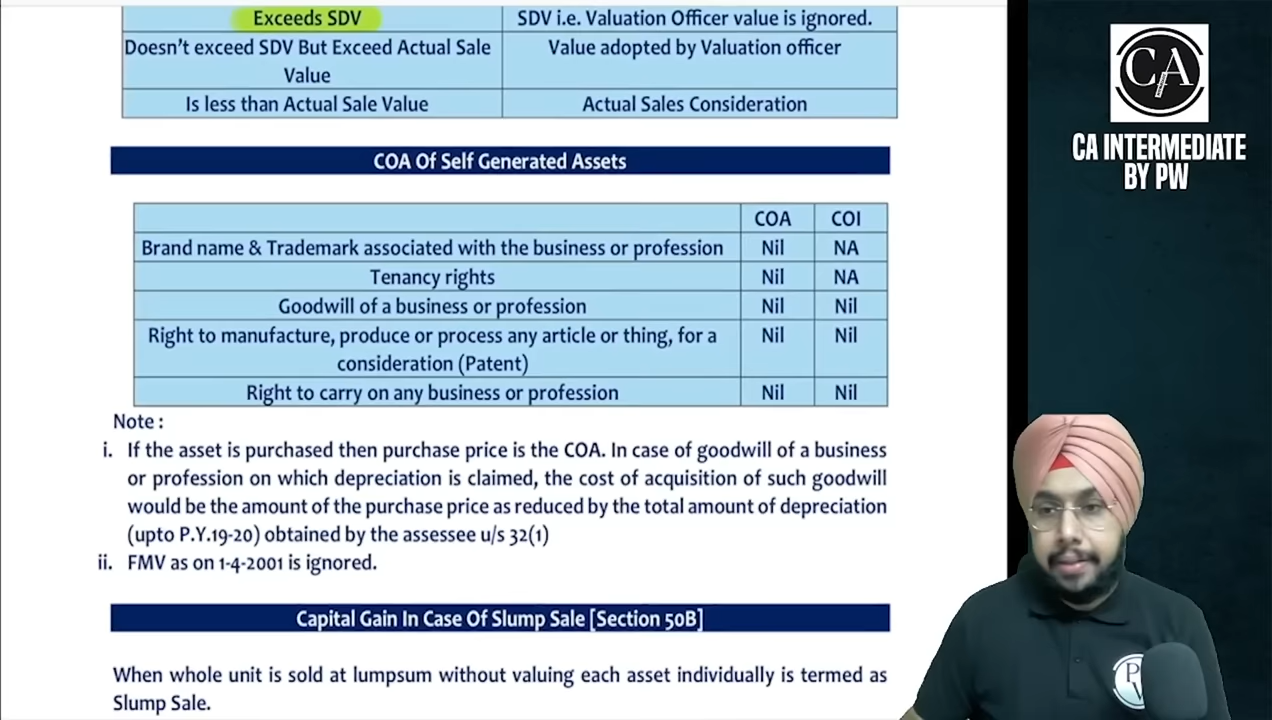 Exceeds SDV
SDV i.e. Valuation Officer value is ignored.
Doesn't exceed SDV But Exceed Actual Sale
Value
Value adopted by Valuation officer
Is less than Actual Sale Value
Actual Sales Consideration
COA Of Self Generated Assets
COA COI
Brand name & Trademark associated with the business or profession Nil NA
Tenancy rights Nil NA
Goodwill of a business or profession Nil Nil
Right to manufacture, produce or process any article or thing, for a Nil Nil
consideration (Patent)
Right to carry on any business or profession Nil Nil
Note :
i. If the asset is purchased then purchase price is the COA. In case of goodwill of a business
or profession on which depreciation is claimed, the cost of acquisition of such goodwill
would be the amount of the purchase price as reduced by the total amount of depreciation
(upto P.Y.19-20) obtained by the assessee u/s 32(1)
ii. FMV as on 1-4-2001 is ignored.
Capital Gain In Case Of Slump Sale [Section 50B]
When whole unit is sold at lumpsum without valuing each asset individually is termed as
Slump Sale.
CA
CA INTERMEDIATE
BY PW
P
W